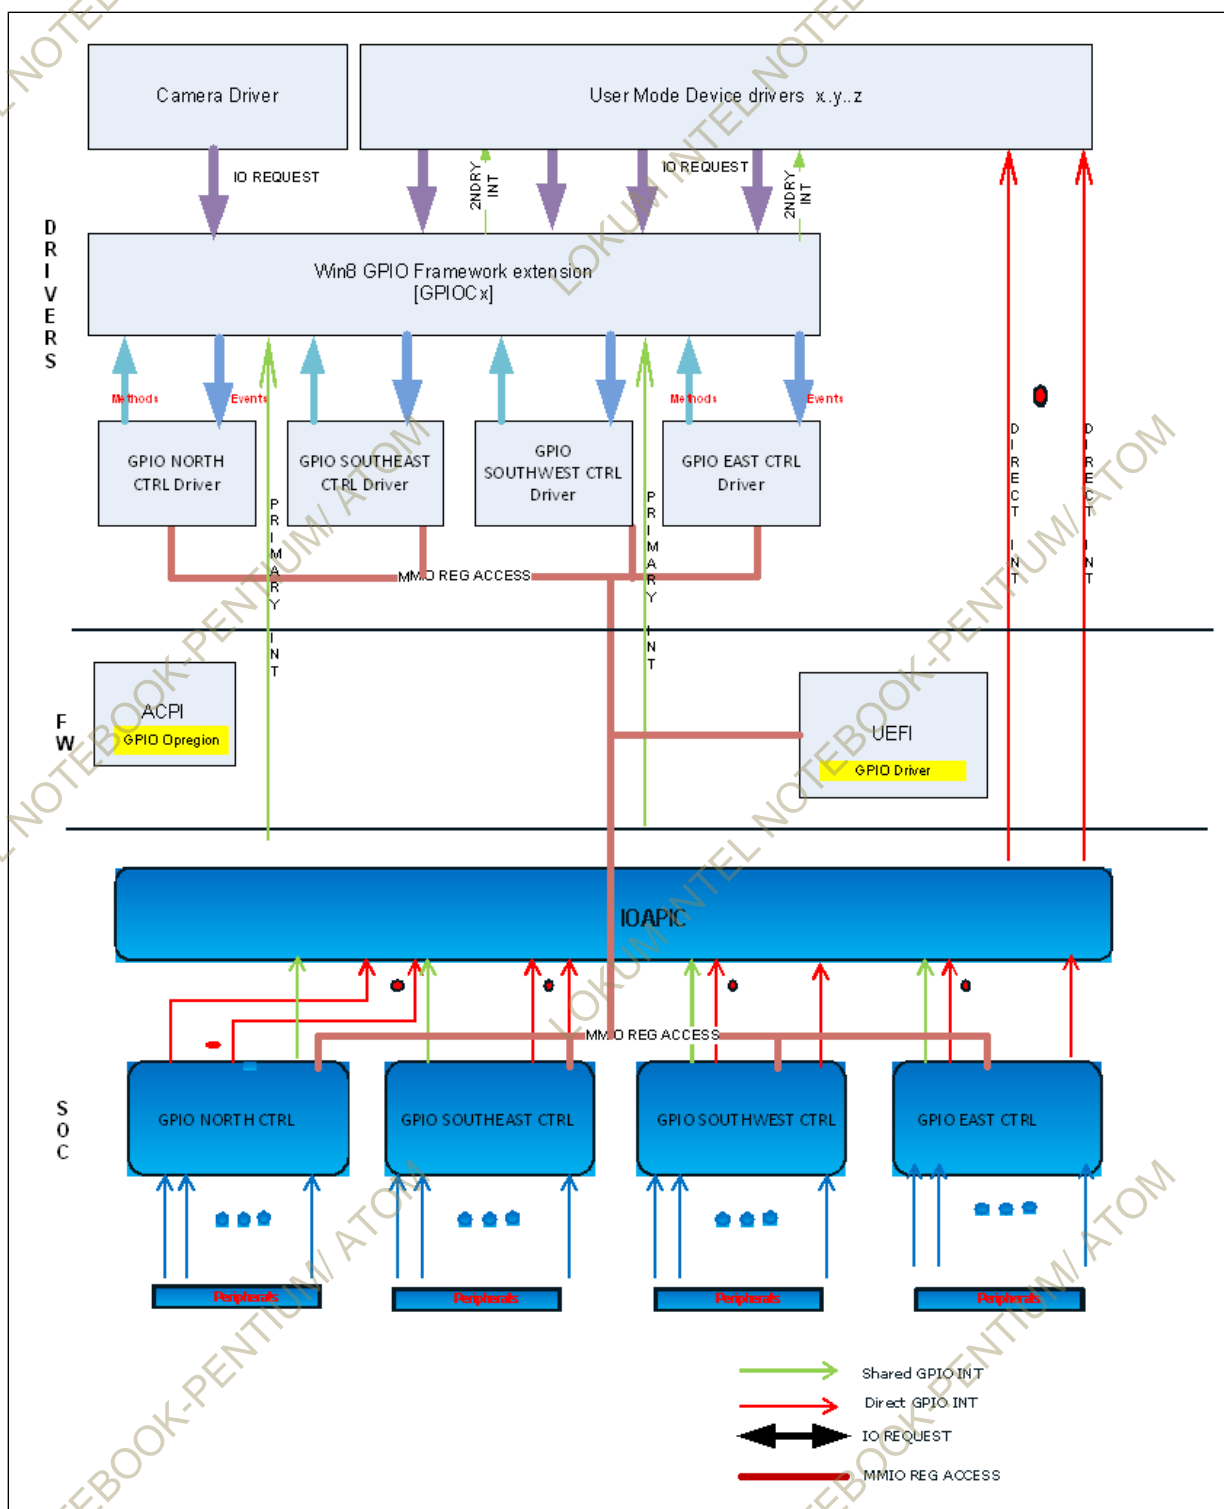 Camera Driver
User Mode Device drivers x..y..z
IO REQUEST
2NDRY INT
IO REQUEST
2NDRY INT
DRIVERS
Win8 GPIO Framework extension
[GPIOCx]
Methods
Events
Methods
Events
GPIO NORTH
CTRL Driver
GPIO SOUTHEAST
CTRL Driver
GPIO
SOUTHWEST CTRL
Driver
GPIO EAST CTRL
Driver
PRIMARY INT
PRIMARY INT
DIRECT INT
DIRECT INT
MMIO REG ACCESS
FW
ACPI
GPIO Opregion
UEFI
GPIO Driver
IOAPIC
MMIO REG ACCESS
SOC
GPIO NORTH CTRL
GPIO SOUTHEAST CTRL
GPIO SOUTHWEST CTRL
GPIO EAST CTRL
Peripherals
Peripherals
Peripherals
Peripherals
Shared GPIO INT
Direct GPIO INT
IO REQUEST
MMIO REG ACCESS
LOKUM INTEL NOTEBOOK-PENTIUM/ ATOM
LOKUM INTEL NOTEBOOK-PENTIUM/ ATOM